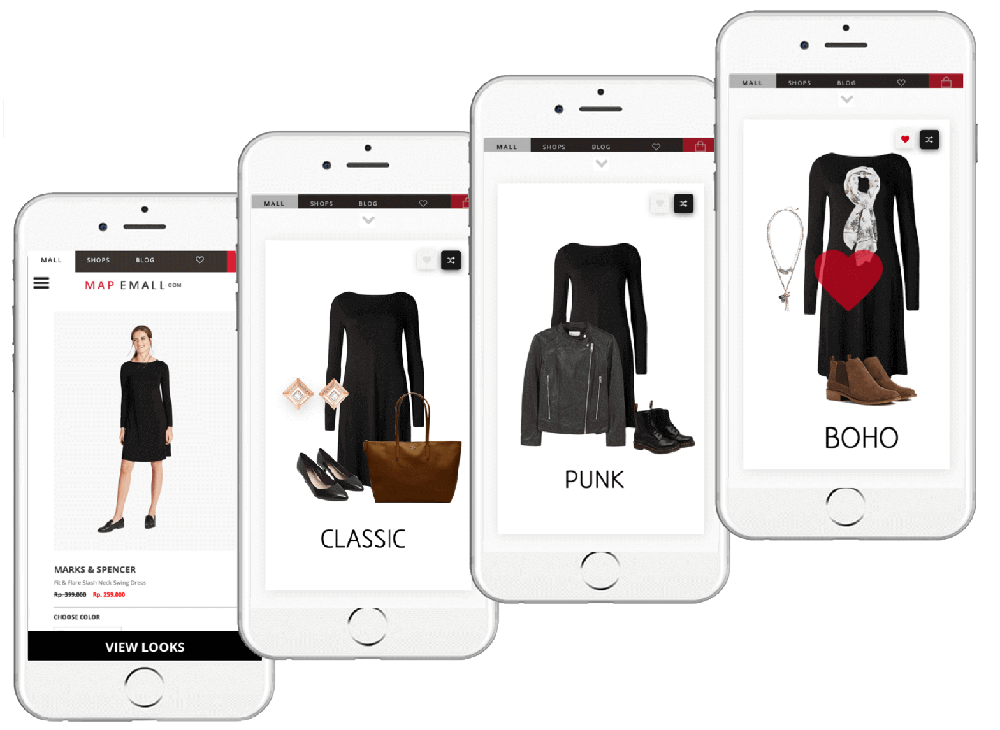 MALL SHOPS BLOG
MAP EMALL.COM
MARKS & SPENCER
Fit & Flare Slash Neck Swing Dress
Rp. 399.000 Rp. 259.000
CHOOSE COLOR
VIEW LOOKS
MALL SHOPS BLOG
CLASSIC
MALL SHOPS BLOG
PUNK
MALL SHOPS BLOG
BOHO